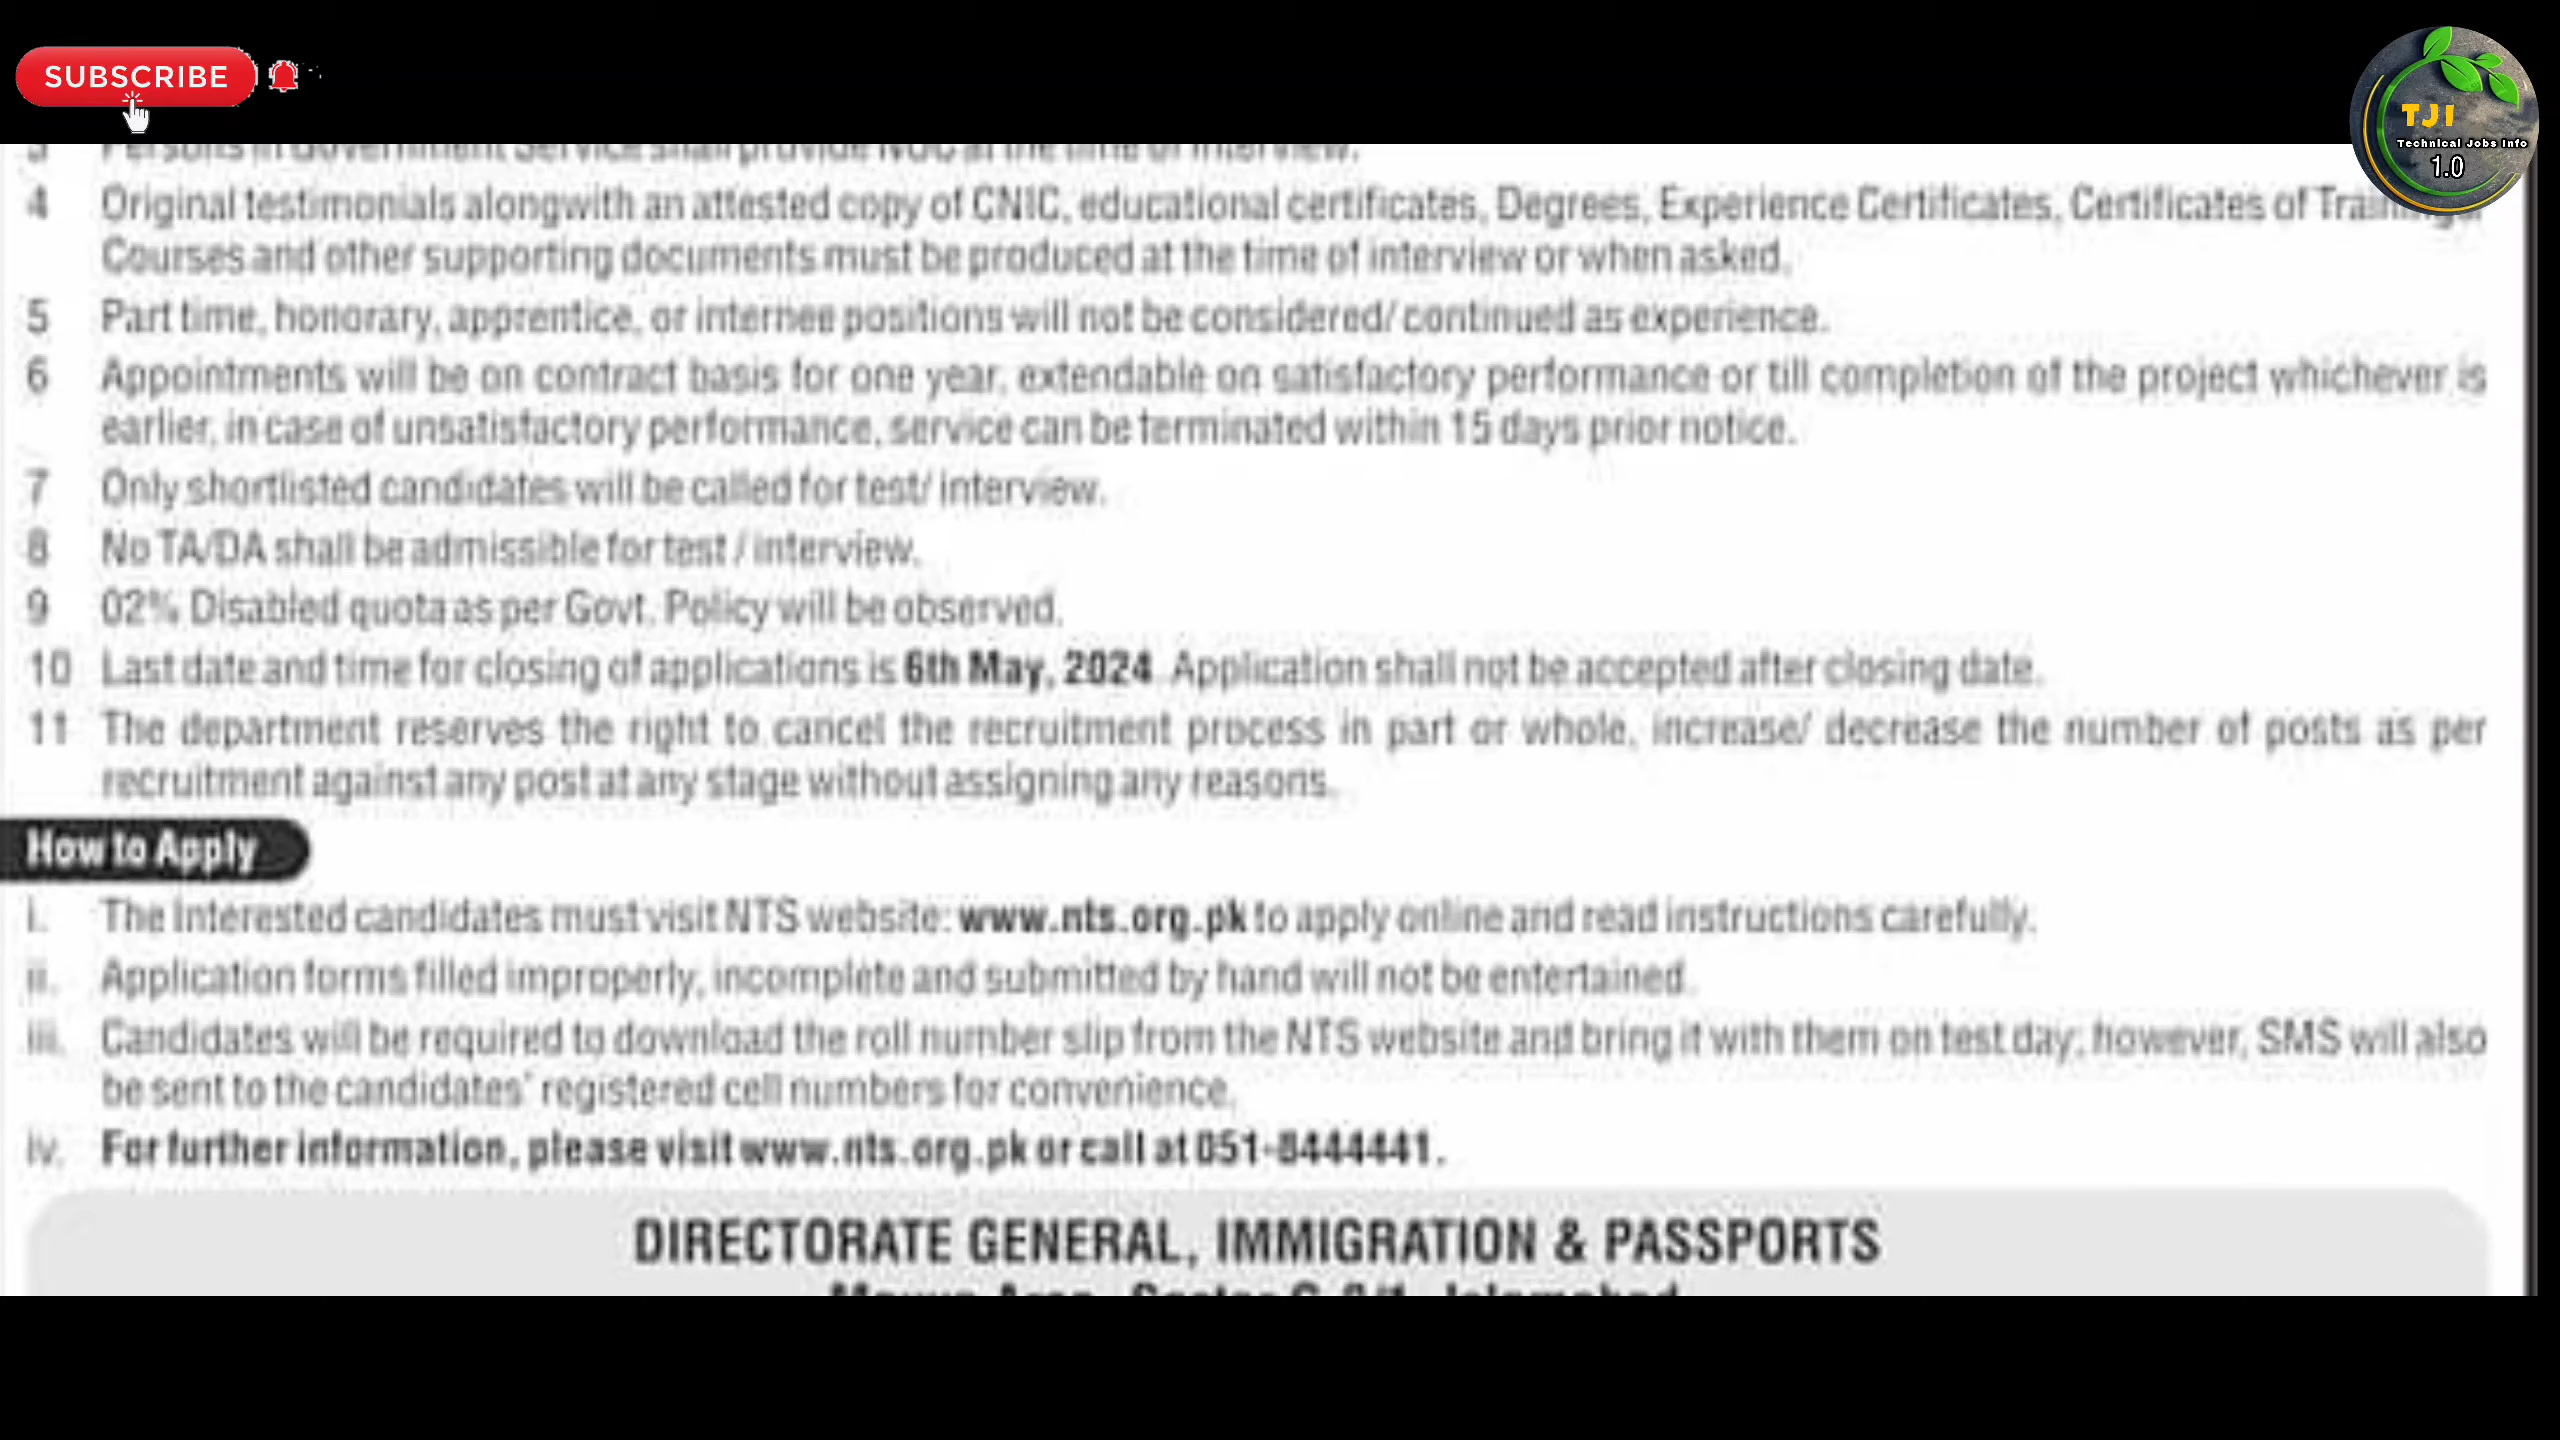 SUBSCRIBE
TJI
Technical Jobs Info
1.0
3 Persons in Government Service shall provide NOC at the time of interview.
4 Original testimonials alongwith an attested copy of CNIC, educational certificates, Degrees, Experience Certificates, Certificates of
Courses and other supporting documents must be produced at the time of interview or when asked.
5 Part time, honorary, apprentice, or internee positions will not be considered/ continued as experience.
6 Appointments will be on contract basis for one year, extendable on satisfactory performance or till completion of the project whichever is
earlier, in case of unsatisfactory performance, service can be terminated within 15 days prior notice.
7 Only shortlisted candidates will be called for test/ interview.
8 No TA/DA shall be admissible for test / interview.
9 02% Disabled quota as per Govt. Policy will be observed.
10 Last date and time for closing of applications is 6th May, 2024. Application shall not be accepted after closing date.
11 The department reserves the right to cancel the recruitment process in part or whole, increase/ decrease the number of posts as per
recruitment against any post at any stage without assigning any reasons.
How to Apply
i. The Interested candidates must visit NTS website: www.nts.org.pk to apply online and read instructions carefully.
ii. Application forms filled improperly, incomplete and submitted by hand will not be entertained.
iii. Candidates will be required to download the roll number slip from the NTS website and bring it with them on test day; however, SMS will also
be sent to the candidates' registered cell numbers for convenience.
iv. For further information, please visit www.nts.org.pk or call at 051-8444441.
DIRECTORATE GENERAL, IMMIGRATION & PASSPORTS